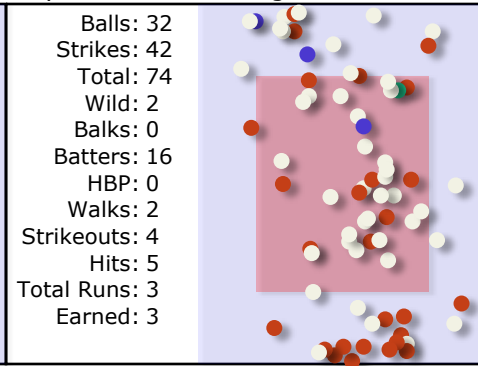 Balls: 32
Strikes: 42
Total: 74
Wild: 2
Balks: 0
Batters: 16
HBP: 0
Walks: 2
Strikeouts: 4
Hits: 5
Total Runs: 3
Earned: 3